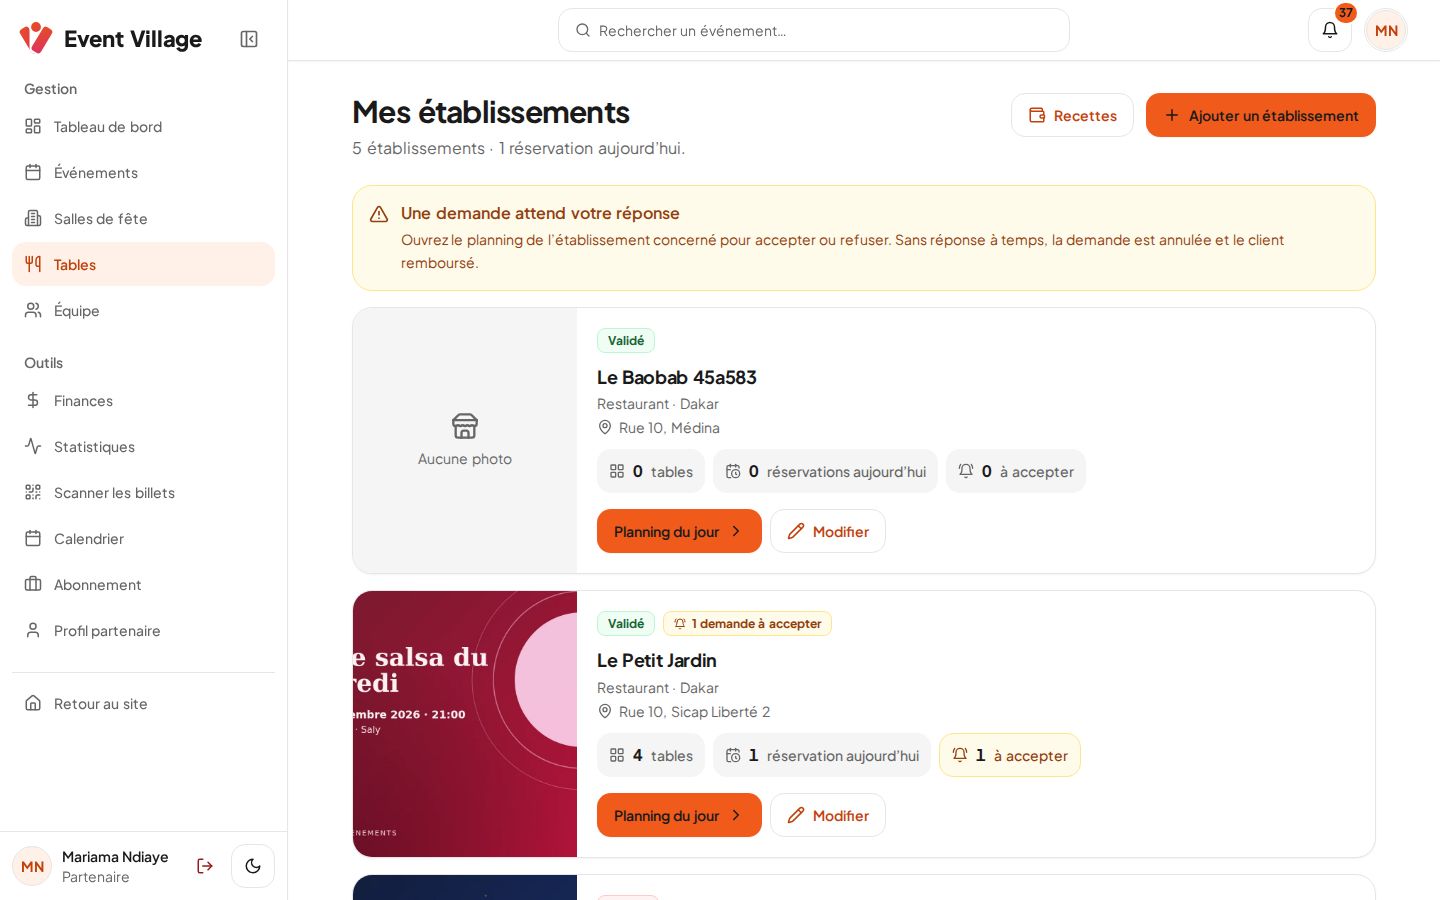 Event Village
Rechercher un événement…
37
MN
Gestion
Tableau de bord
Événements
Salles de fête
Tables
Équipe
Outils
Finances
Statistiques
Scanner les billets
Calendrier
Abonnement
Profil partenaire
Retour au site
MN
Mariama Ndiaye
Partenaire
Mes établissements
5 établissements · 1 réservation aujourd’hui.
Recettes
Ajouter un établissement
Une demande attend votre réponse
Ouvrez le planning de l’établissement concerné pour accepter ou refuser. Sans réponse à temps, la demande est annulée et le client
remboursé.
Aucune photo
Validé
Le Baobab 45a583
Restaurant · Dakar
Rue 10, Médina
0 tables
0 réservations aujourd’hui
0 à accepter
Planning du jour
Modifier
e salsa du
redi
embre 2026 · 21:00
· Saly
ÉNEMENTS
Validé
1 demande à accepter
Le Petit Jardin
Restaurant · Dakar
Rue 10, Sicap Liberté 2
4 tables
1 réservation aujourd’hui
1 à accepter
Planning du jour
Modifier